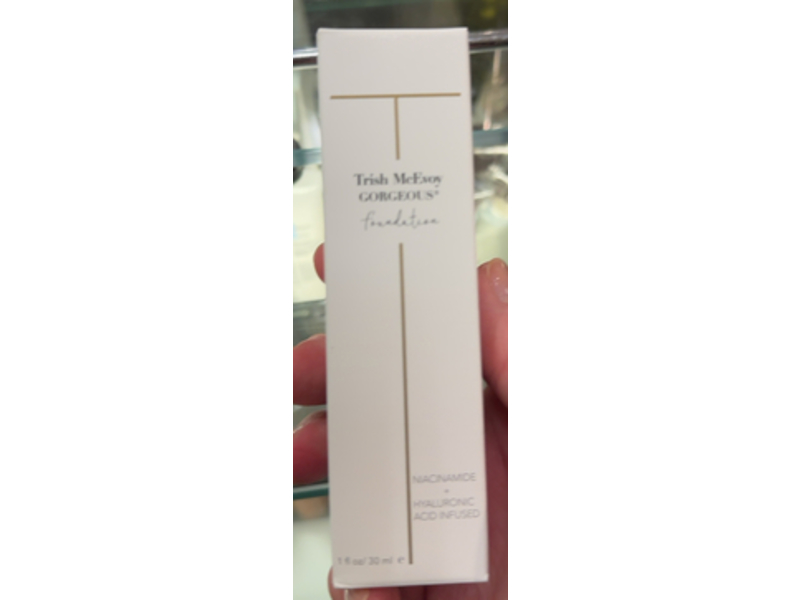 Trish McEvoy
GORGEOUS®
foundation
NIACINAMIDE
+
HYALURONIC
ACID INFUSED
1 fl oz/ 30 ml ℮